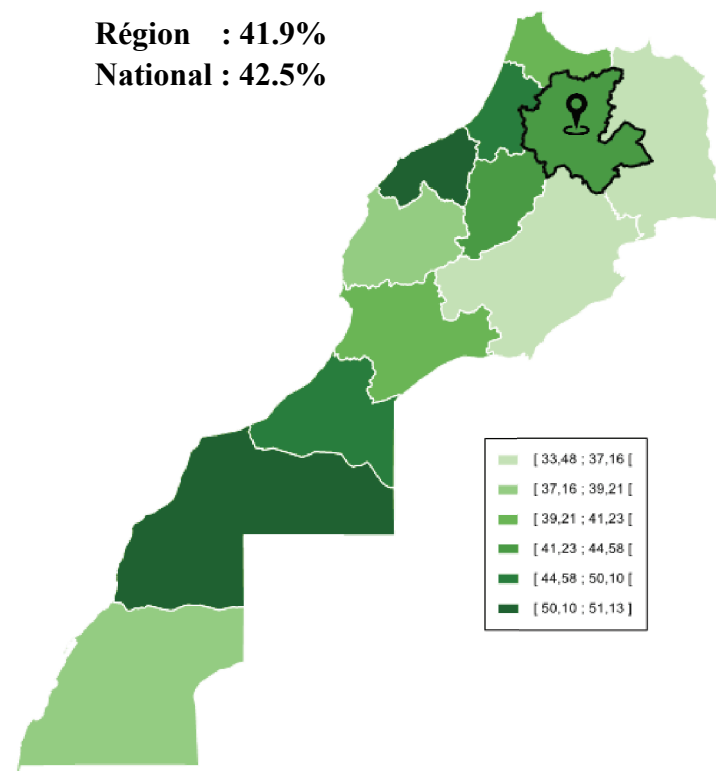 Région : 41.9%
National : 42.5%
[ 33,48 ; 37,16 [
[ 37,16 ; 39,21 [
[ 39,21 ; 41,23 [
[ 41,23 ; 44,58 [
[ 44,58 ; 50,10 [
[ 50,10 ; 51,13 ]